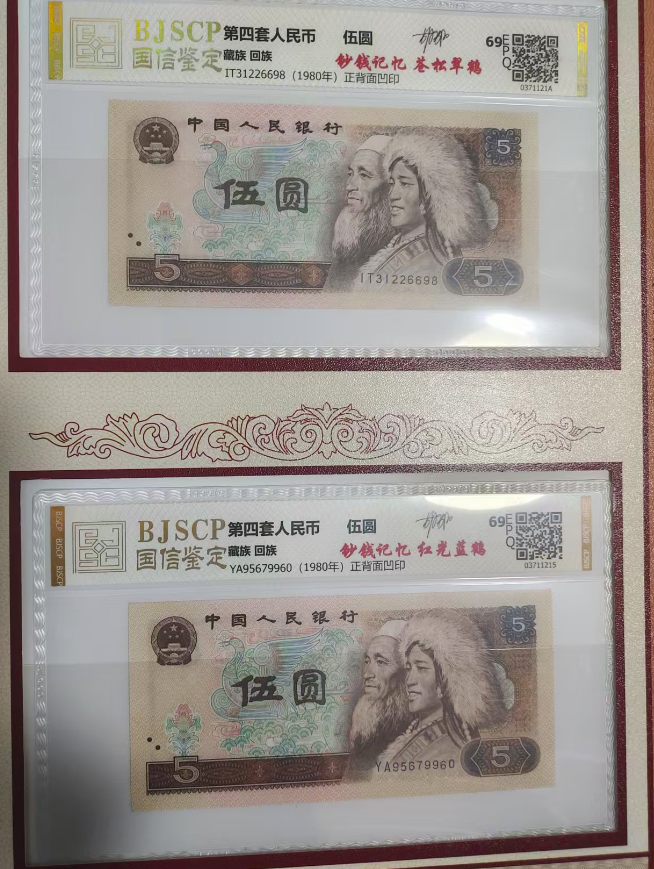 BJSCP 第四套人民币 伍圆 69 EPQ
国信鉴定 藏族 回族 钞钱记忆 苍松翠鹤
IT31226698（1980年）正背面凹印
0371121A
中国人民银行
5
伍圆
5
IT31226698
5
BJSCP 第四套人民币 伍圆 69 EPQ
国信鉴定 藏族 回族 钞钱记忆 红光蓝鹤
YA95679960（1980年）正背面凹印
03711215
BJSCP BJSCP BJSCP
中国人民银行
5
伍圆
5
YA95679960
5